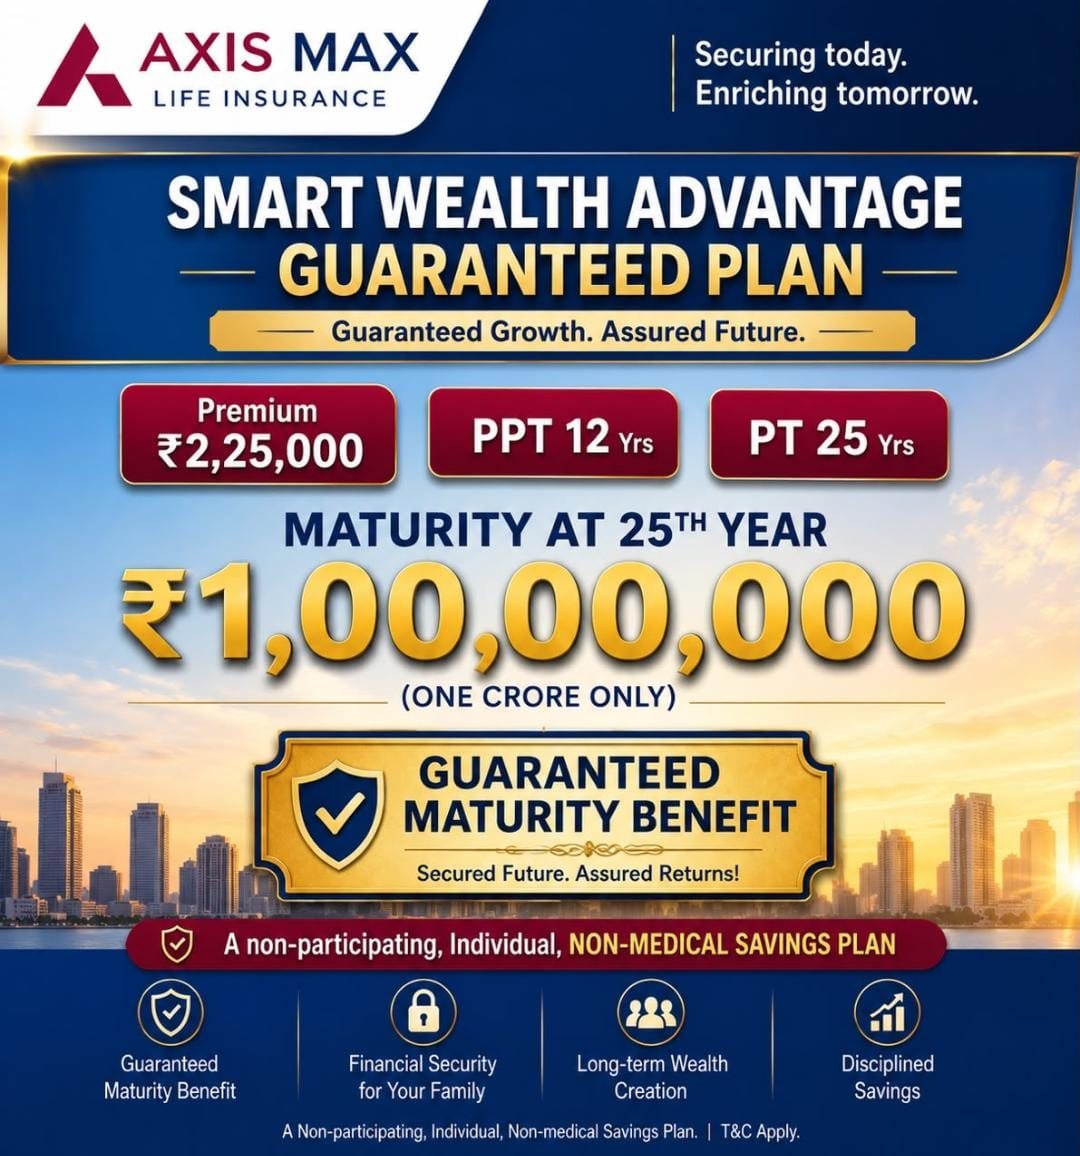 AXIS MAX
LIFE INSURANCE
Securing today.
Enriching tomorrow.
SMART WEALTH ADVANTAGE
GUARANTEED PLAN
Guaranteed Growth. Assured Future.
Premium
₹2,25,000
PPT 12 Yrs
PT 25 Yrs
MATURITY AT 25TH YEAR
₹1,00,00,000
(ONE CRORE ONLY)
GUARANTEED
MATURITY BENEFIT
Secured Future. Assured Returns!
A non-participating, Individual, NON-MEDICAL SAVINGS PLAN
Guaranteed
Maturity Benefit
Financial Security
for Your Family
Long-term Wealth
Creation
Disciplined
Savings
A Non-participating, Individual, Non-medical Savings Plan. | T&C Apply.